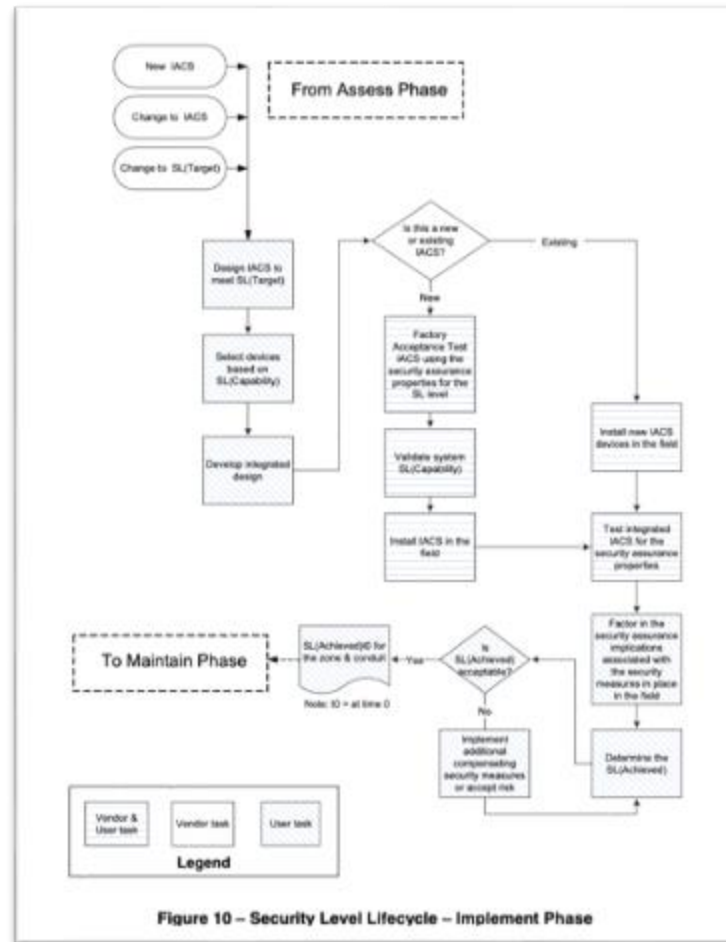 New IACS
Change to IACS
Change to SL(Target)
From Assess Phase
Design IACS to
meet SL(Target)
Select devices
based on
SL(Capability)
Develop integrated
design
Is this a new
or existing
IACS?
Existing
New
Factory
Acceptance Test
IACS using the
security assurance
properties for the
SL level
Validate system
SL(Capability)
Install IACS in the
field
Install new IACS
devices in the field
Test integrated
IACS for the
security assurance
properties
Factor in the
security assurance
implications
associated with
the security
measures in place
in the field
Determine the
SL(Achieved)
Is
SL(Achieved)
acceptable?
Yes
No
Implement
additional
compensating
security measures
or accept risk
SL(Achieved)t0 for
the zone & conduit
Note: t0 = at time 0
To Maintain Phase
Vendor &
User task
Vendor task
User task
Legend
Figure 10 – Security Level Lifecycle – Implement Phase